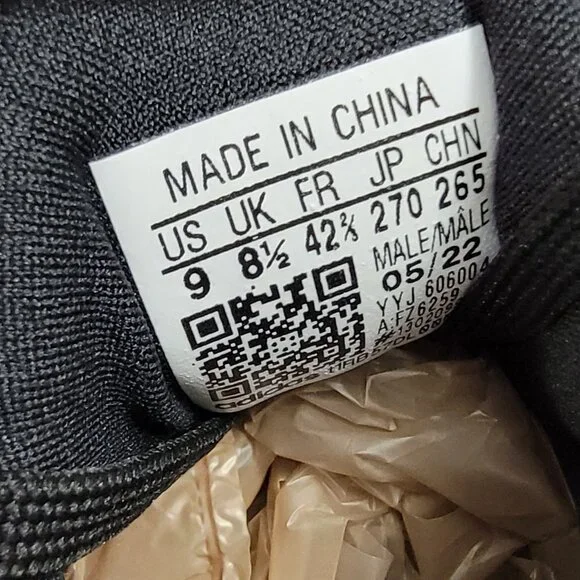 MADE IN CHINA
US UK FR JP CHN
9 8½ 42⅔ 270 265
MALE/MÂLE
05/22
YYJ 606004
A:FZ6259
adidas